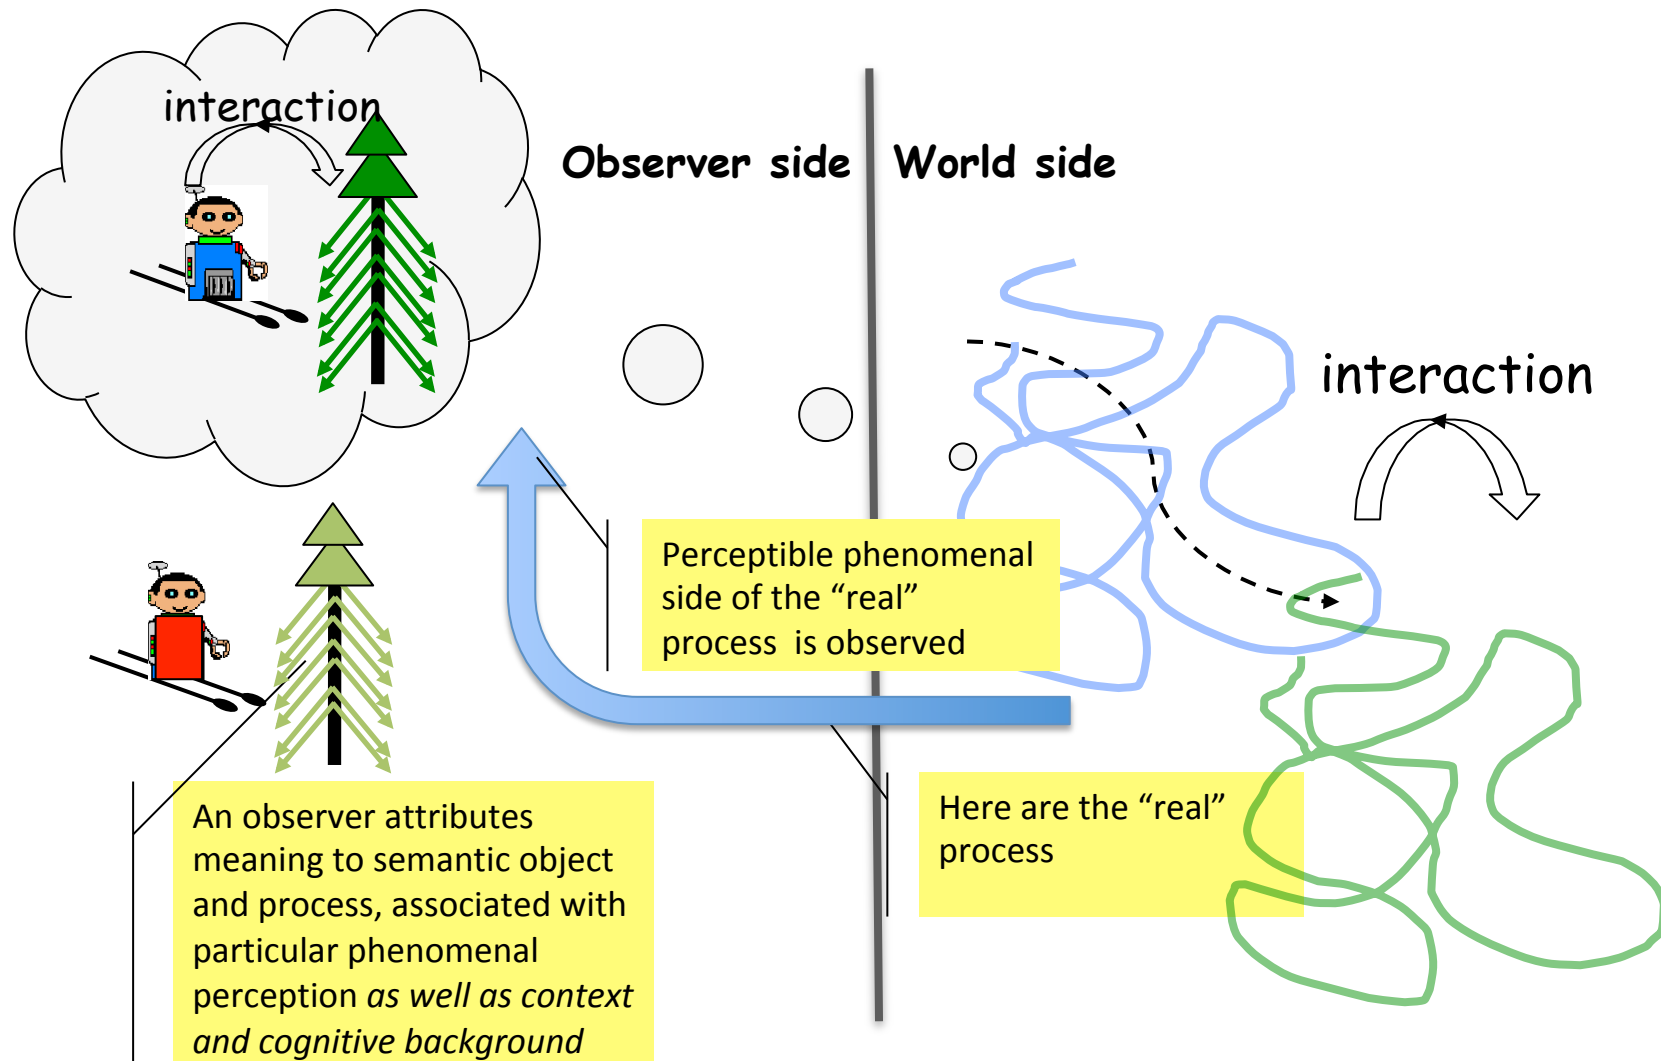 interaction
Observer side
World side
interaction
Perceptible phenomenal
side of the “real”
process is observed
An observer attributes
meaning to semantic object
and process, associated with
particular phenomenal
perception as well as context
and cognitive background
Here are the “real”
process